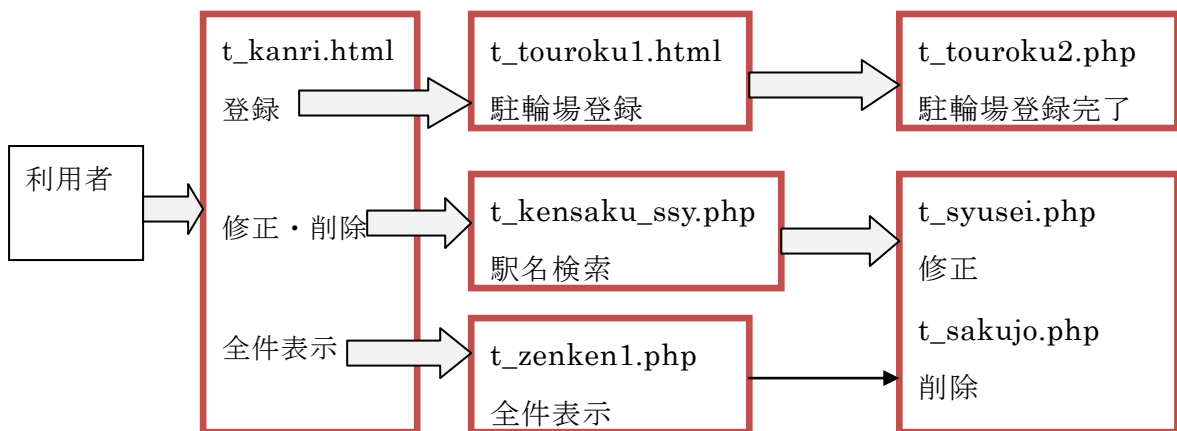 利用者
t_kanri.html
登録
修正・削除
全件表示
t_touroku1.html
駐輪場登録
t_touroku2.php
駐輪場登録完了
t_kensaku_ssy.php
駅名検索
t_zenken1.php
全件表示
t_syusei.php
修正
t_sakujo.php
削除